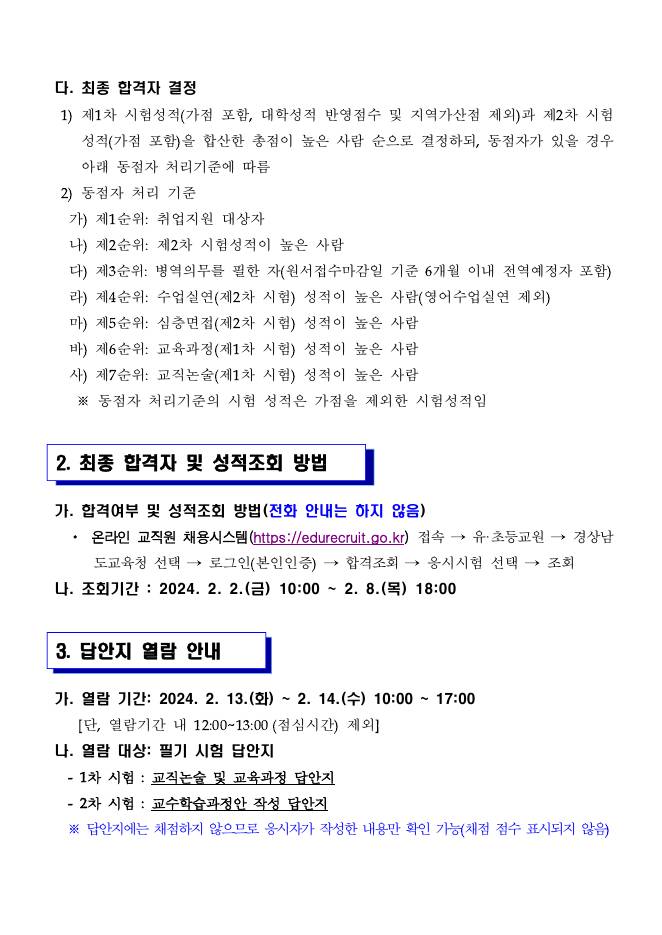 다. 최종 합격자 결정
1) 제1차 시험성적(가점 포함, 대학성적 반영점수 및 지역가산점 제외)과 제2차 시험
성적(가점 포함)을 합산한 총점이 높은 사람 순으로 결정하되, 동점자가 있을 경우
아래 동점자 처리기준에 따름
2) 동점자 처리 기준
가) 제1순위: 취업지원 대상자
나) 제2순위: 제2차 시험성적이 높은 사람
다) 제3순위: 병역의무를 필한 자(원서접수마감일 기준 6개월 이내 전역예정자 포함)
라) 제4순위: 수업실연(제2차 시험) 성적이 높은 사람(영어수업실연 제외)
마) 제5순위: 심층면접(제2차 시험) 성적이 높은 사람
바) 제6순위: 교육과정(제1차 시험) 성적이 높은 사람
사) 제7순위: 교직논술(제1차 시험) 성적이 높은 사람
※ 동점자 처리기준의 시험 성적은 가점을 제외한 시험성적임
2. 최종 합격자 및 성적조회 방법
가. 합격여부 및 성적조회 방법(전화 안내는 하지 않음)
· 온라인 교직원 채용시스템(https://edurecruit.go.kr) 접속 → 유·초등교원 → 경상남
도교육청 선택 → 로그인(본인인증) → 합격조회 → 응시시험 선택 → 조회
나. 조회기간 : 2024. 2. 2.(금) 10:00 ~ 2. 8.(목) 18:00
3. 답안지 열람 안내
가. 열람 기간: 2024. 2. 13.(화) ~ 2. 14.(수) 10:00 ~ 17:00
[단, 열람기간 내 12:00~13:00 (점심시간) 제외]
나. 열람 대상: 필기 시험 답안지
- 1차 시험 : 교직논술 및 교육과정 답안지
- 2차 시험 : 교수학습과정안 작성 답안지
※ 답안지에는 채점하지 않으므로 응시자가 작성한 내용만 확인 가능(채점 점수 표시되지 않음)